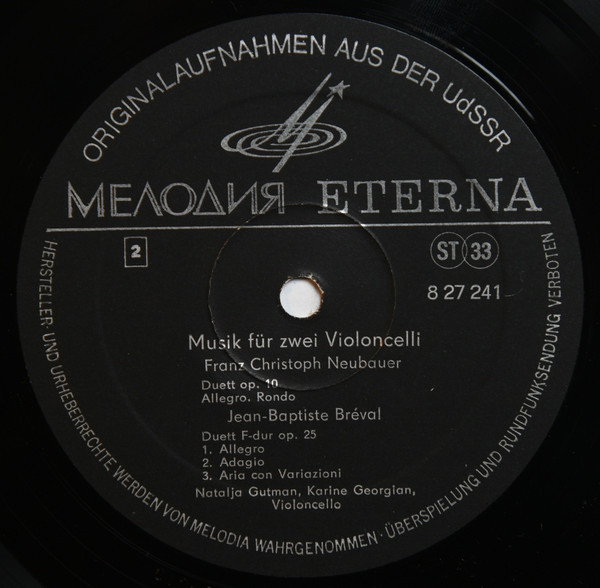 ORIGINALAUFNAHMEN AUS DER UdSSR
МЕЛОДИЯ ETERNA
2
ST 33
8 27 241
Musik für zwei Violoncelli
Franz Christoph Neubauer
Duett op. 10
Allegro. Rondo
Jean-Baptiste Bréval
Duett F-dur op. 25
1. Allegro
2. Adagio
3. Aria con Variazioni
Natalja Gutman, Karine Georgian,
Violoncello
HERSTELLER- UND URHEBERRECHTE WERDEN VON MELODIA WAHRGENOMMEN · ÜBERSPIELUNG UND RUNDFUNKSENDUNG VERBOTEN